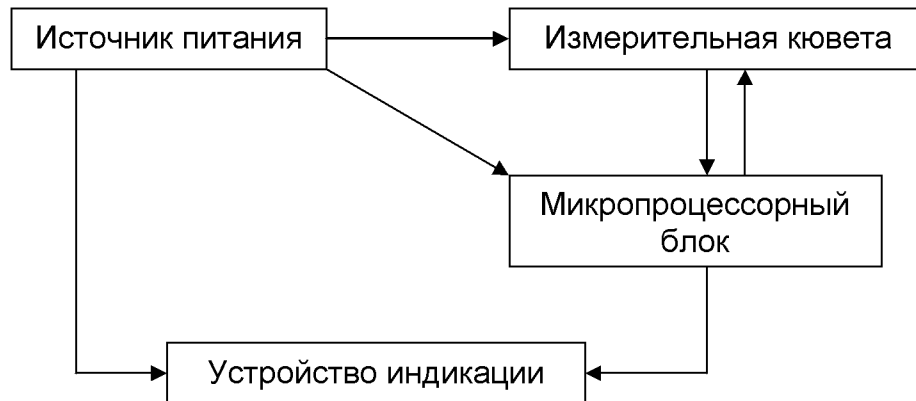 Источник питания
Измерительная кювета
Микропроцессорный
блок
Устройство индикации